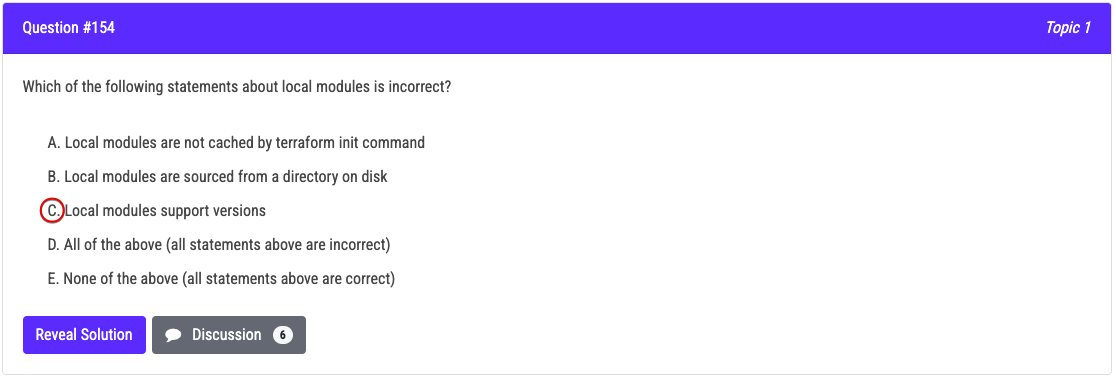 Question #154 Topic 1
Which of the following statements about local modules is incorrect?
A. Local modules are not cached by terraform init command
B. Local modules are sourced from a directory on disk
C. Local modules support versions
D. All of the above (all statements above are incorrect)
E. None of the above (all statements above are correct)
Reveal Solution Discussion 6